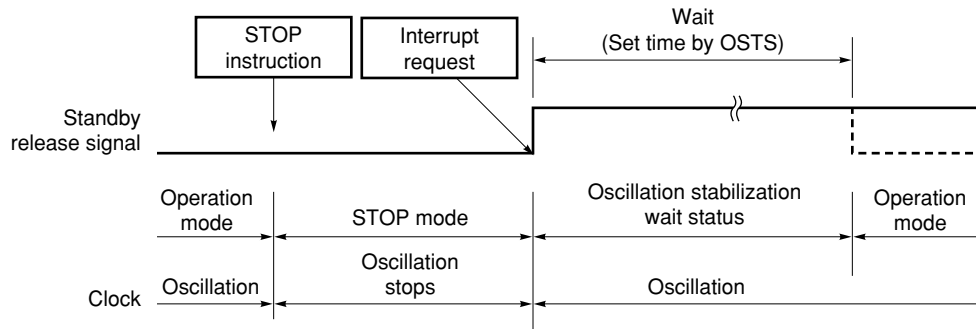 STOP
instruction
Interrupt
request
Wait
(Set time by OSTS)
Standby
release signal
Operation
mode
STOP mode
Oscillation stabilization
wait status
Operation
mode
Clock
Oscillation
Oscillation
stops
Oscillation